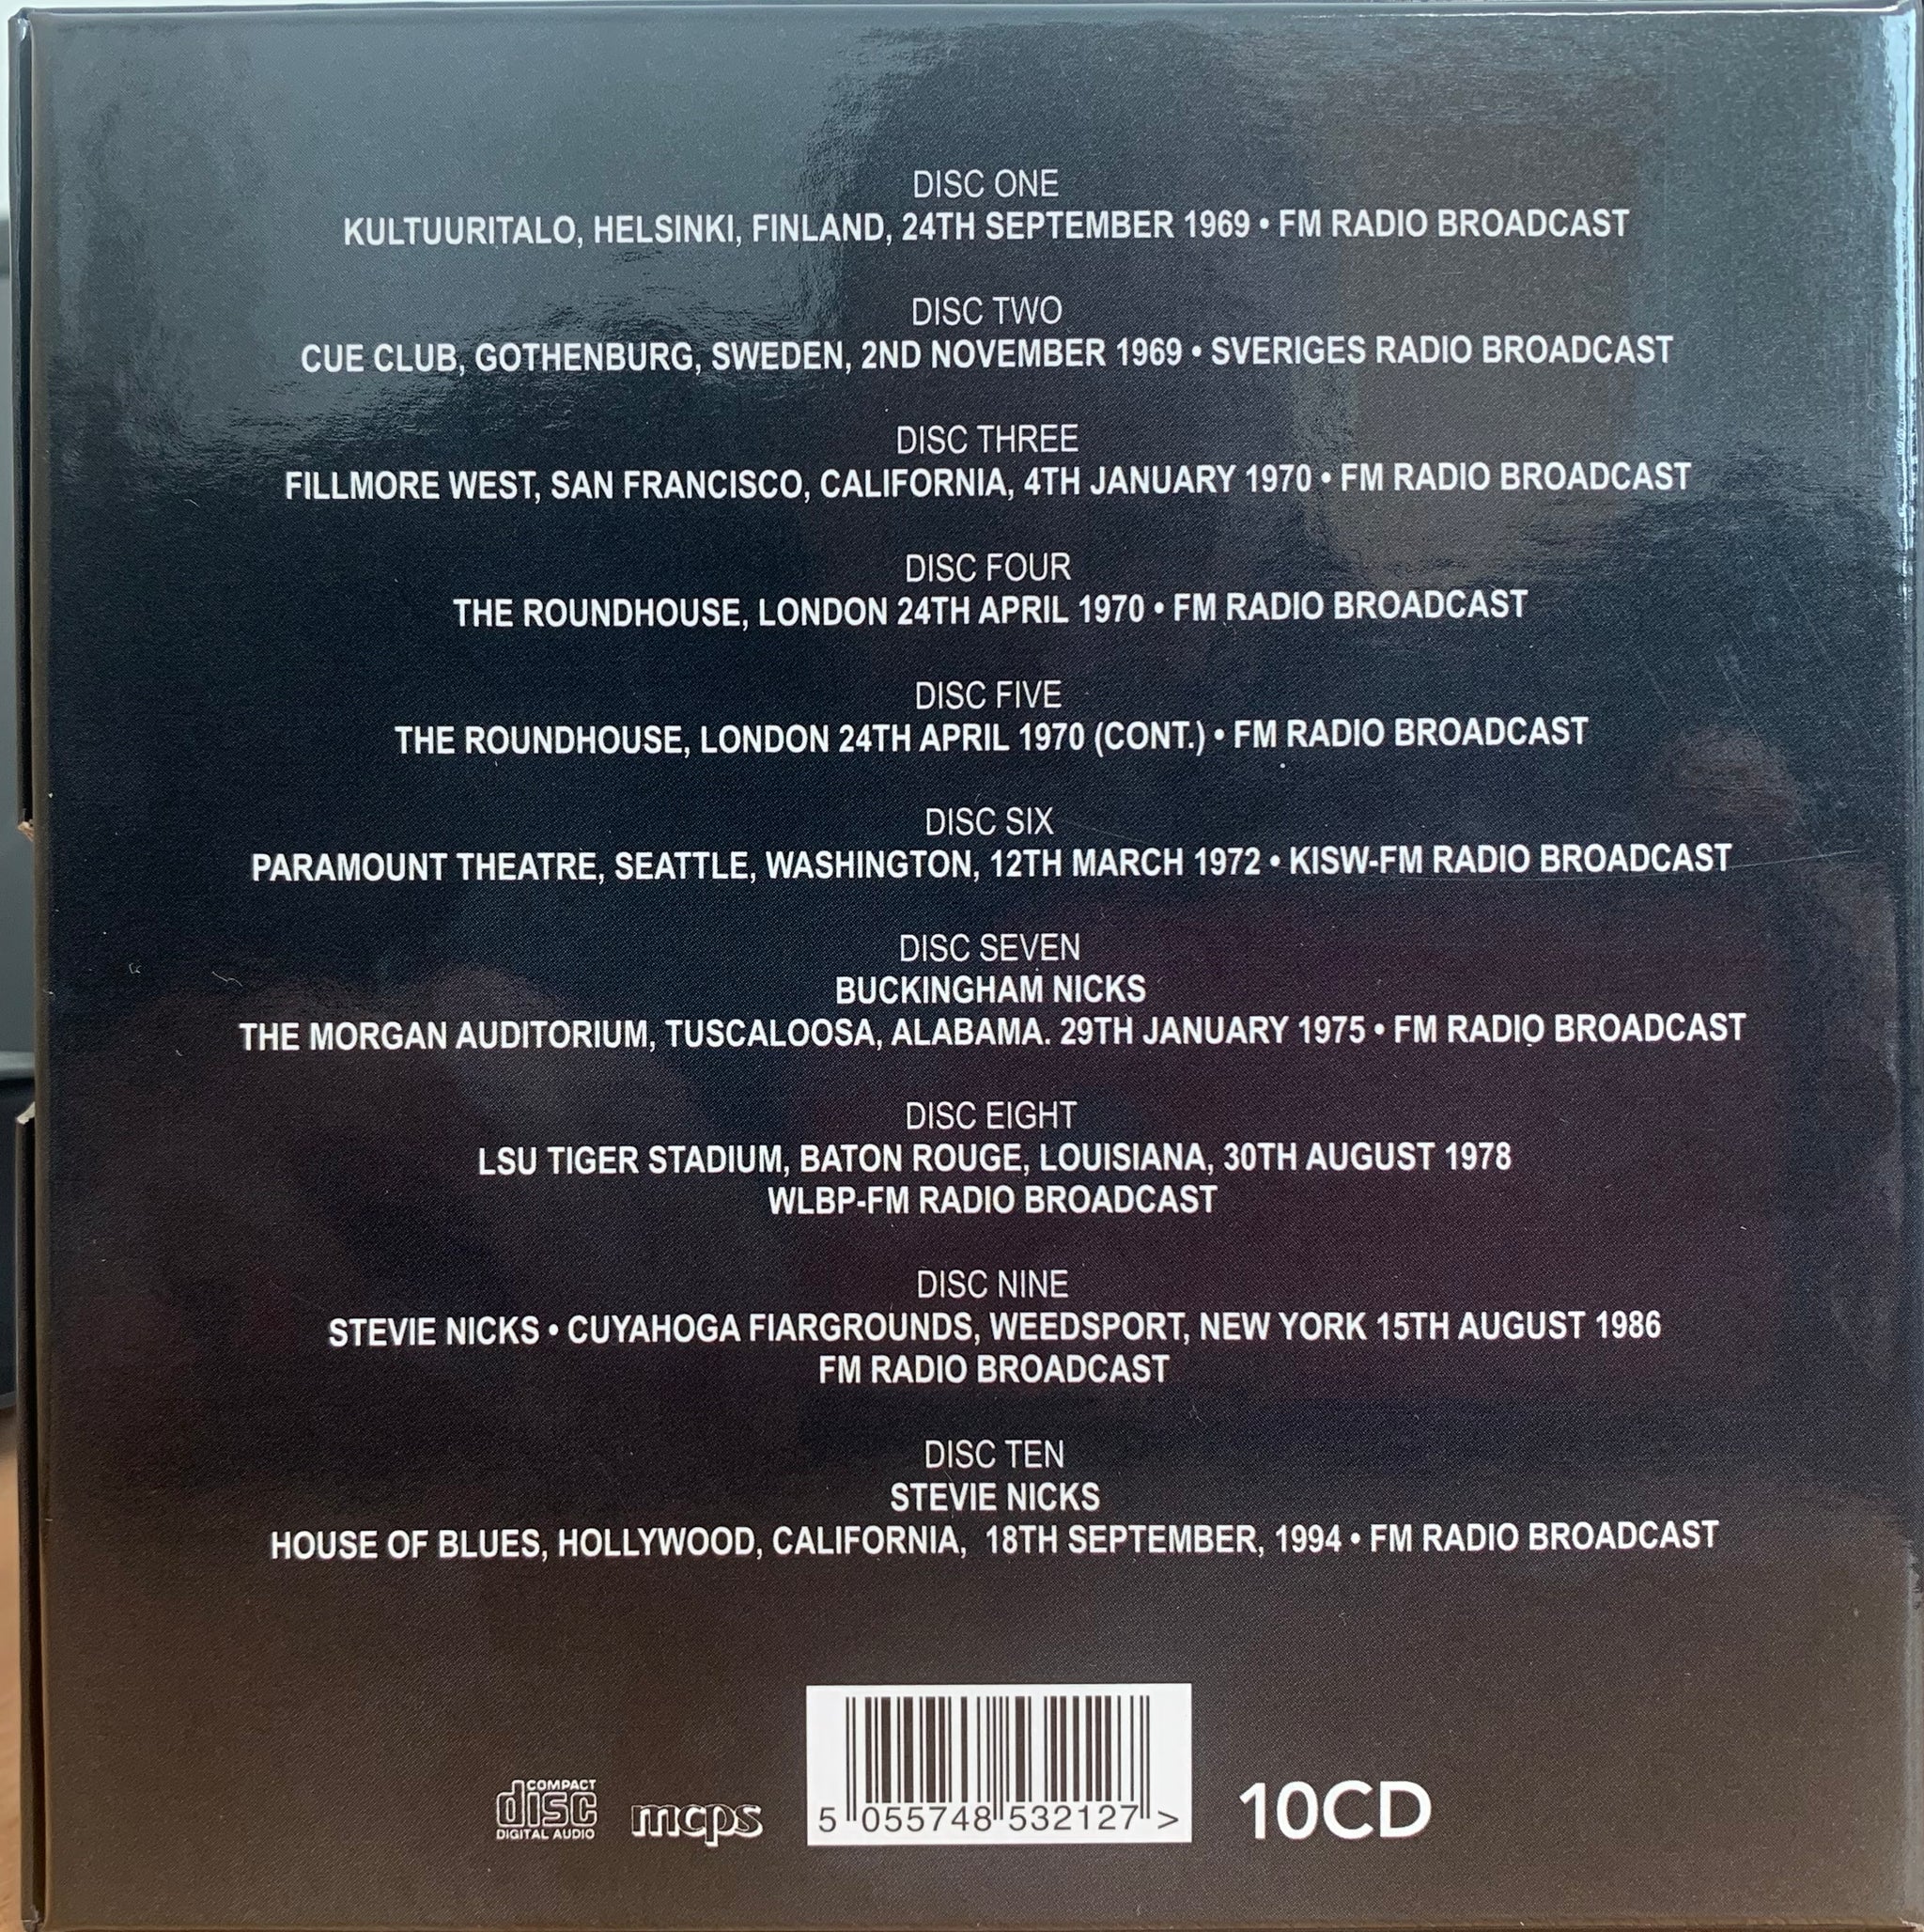 DISC ONE
KULTUURITALO, HELSINKI, FINLAND, 24TH SEPTEMBER 1969 • FM RADIO BROADCAST
DISC TWO
CUE CLUB, GOTHENBURG, SWEDEN, 2ND NOVEMBER 1969 • SVERIGES RADIO BROADCAST
DISC THREE
FILLMORE WEST, SAN FRANCISCO, CALIFORNIA, 4TH JANUARY 1970 • FM RADIO BROADCAST
DISC FOUR
THE ROUNDHOUSE, LONDON 24TH APRIL 1970 • FM RADIO BROADCAST
DISC FIVE
THE ROUNDHOUSE, LONDON 24TH APRIL 1970 (CONT.) • FM RADIO BROADCAST
DISC SIX
PARAMOUNT THEATRE, SEATTLE, WASHINGTON, 12TH MARCH 1972 • KISW-FM RADIO BROADCAST
DISC SEVEN
BUCKINGHAM NICKS
THE MORGAN AUDITORIUM, TUSCALOOSA, ALABAMA. 29TH JANUARY 1975 • FM RADIO BROADCAST
DISC EIGHT
LSU TIGER STADIUM, BATON ROUGE, LOUISIANA, 30TH AUGUST 1978
WLBP-FM RADIO BROADCAST
DISC NINE
STEVIE NICKS • CUYAHOGA FIARGROUNDS, WEEDSPORT, NEW YORK 15TH AUGUST 1986
FM RADIO BROADCAST
DISC TEN
STEVIE NICKS
HOUSE OF BLUES, HOLLYWOOD, CALIFORNIA,  18TH SEPTEMBER, 1994 • FM RADIO BROADCAST
COMPACT
disc
DIGITAL AUDIO
mcps
5 055748 532127 >
10CD